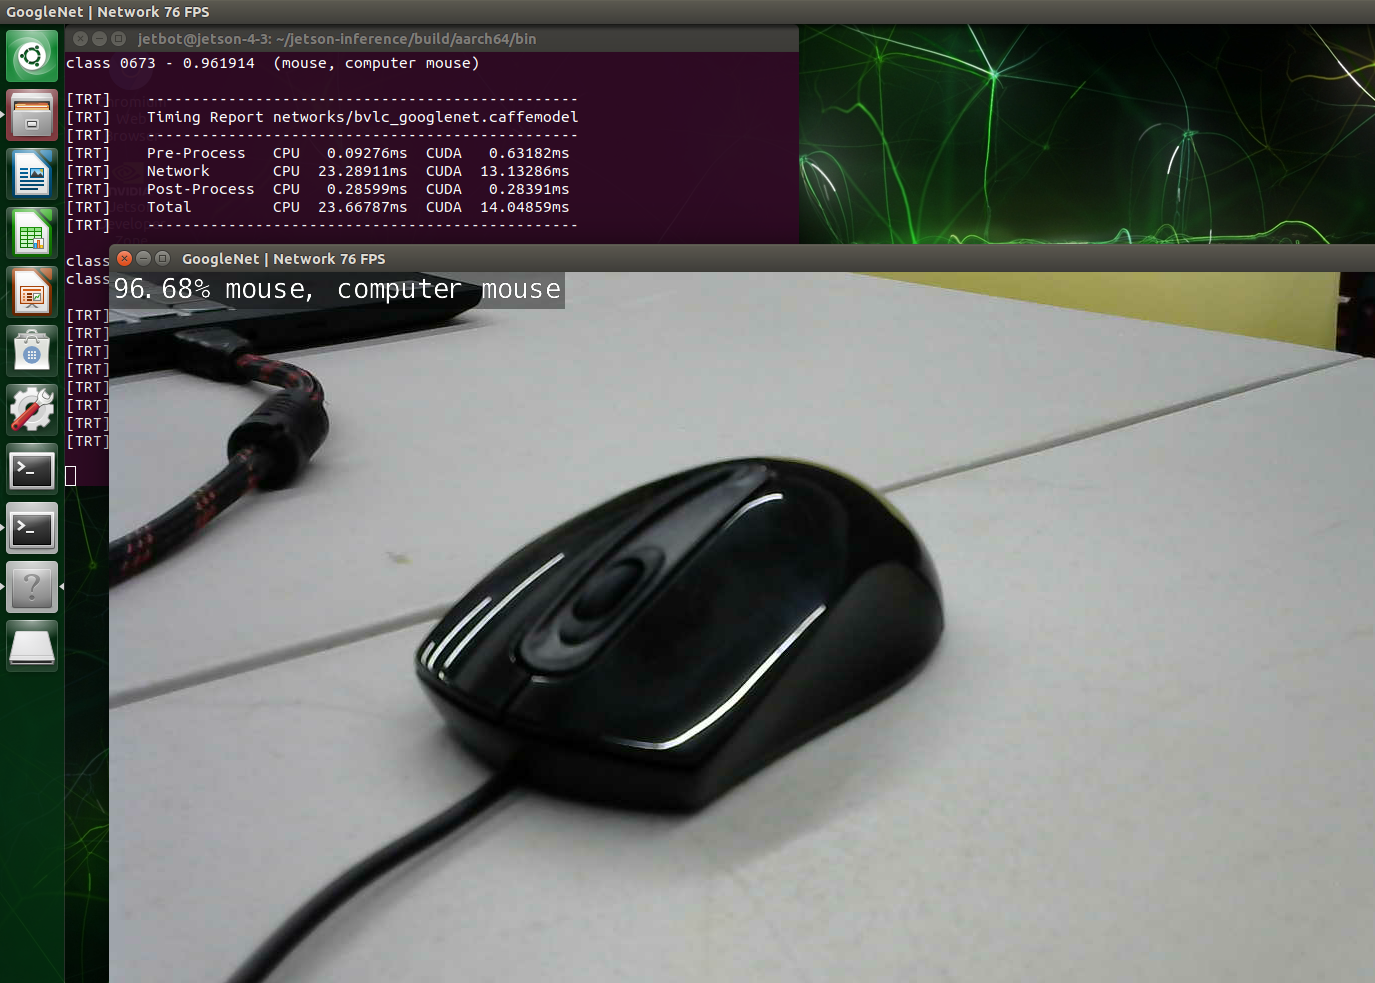 GoogleNet | Network 76 FPS
jetbot@jetson-4-3: ~/jetson-inference/build/aarch64/bin
class 0673 - 0.961914  (mouse, computer mouse)
[TRT]    ------------------------------------------------
[TRT]    Timing Report networks/bvlc_googlenet.caffemodel
[TRT]    ------------------------------------------------
[TRT]    Pre-Process   CPU   0.09276ms  CUDA   0.63182ms
[TRT]    Network       CPU  23.28911ms  CUDA  13.13286ms
[TRT]    Post-Process  CPU   0.28599ms  CUDA   0.28391ms
[TRT]    Total         CPU  23.66787ms  CUDA  14.04859ms
[TRT]    ------------------------------------------------
class
class
[TRT]
[TRT]
[TRT]
[TRT]
[TRT]
[TRT]
[TRT]
[TRT]
GoogleNet | Network 76 FPS
96.68% mouse, computer mouse